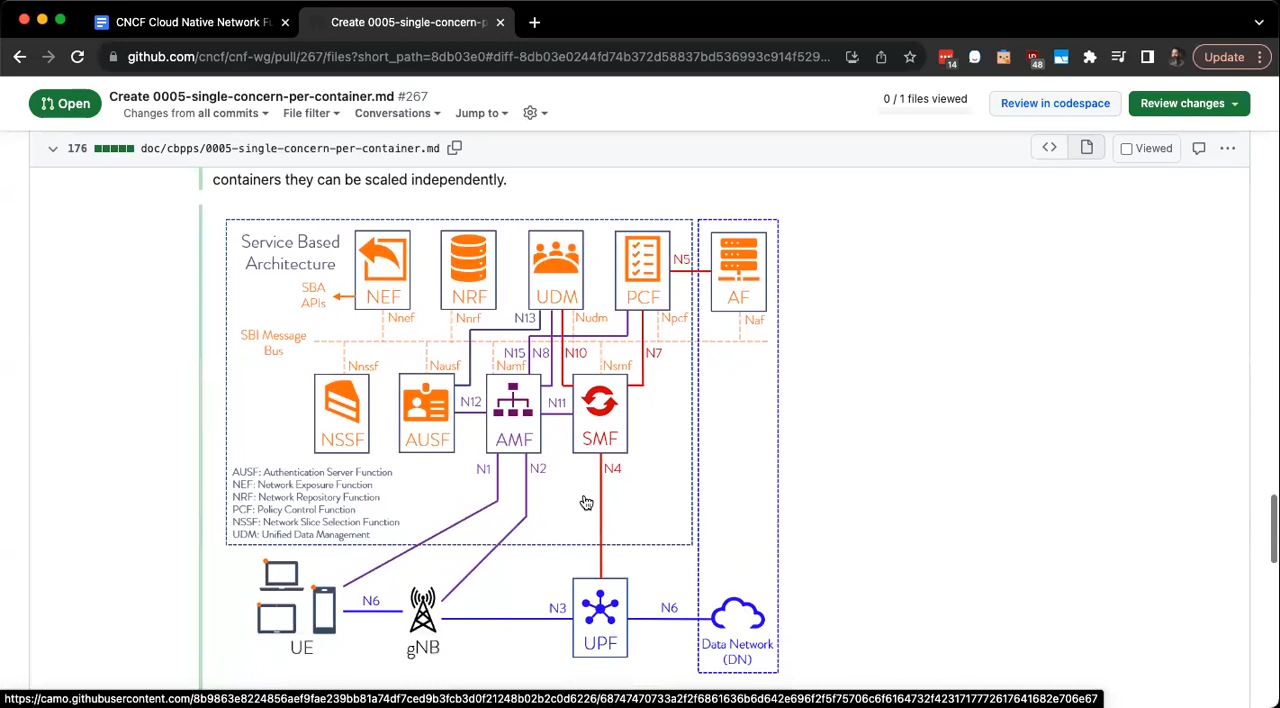 CNCF Cloud Native Network Fu
Create 0005-single-concern-p
github.com/cncf/cnf-wg/pull/267/files?short_path=8db03e0#diff-8db03e0244fd74b372d58837bd536993c914f529...
14
48
Update
Open
Create 0005-single-concern-per-container.md #267
Changes from all commits
File filter
Conversations
Jump to
0 / 1 files viewed
Review in codespace
Review changes
176
doc/cbpps/0005-single-concern-per-container.md
Viewed
containers they can be scaled independently.
Service Based
Architecture
SBA
APIs
NEF
NRF
UDM
PCF
N5
AF
Nnef
Nnrf
N13
Nudm
Npcf
Naf
SBI Message
Bus
N15
N8
N10
N7
Nnssf
Nausf
Namf
Nsmf
NSSF
AUSF
N12
AMF
N11
SMF
N1
N2
N4
AUSF: Authentication Server Function
NEF: Network Exposure Function
NRF: Network Repository Function
PCF: Policy Control Function
NSSF: Network Slice Selection Function
UDM: Unified Data Management
UE
N6
gNB
N3
UPF
N6
Data Network
(DN)